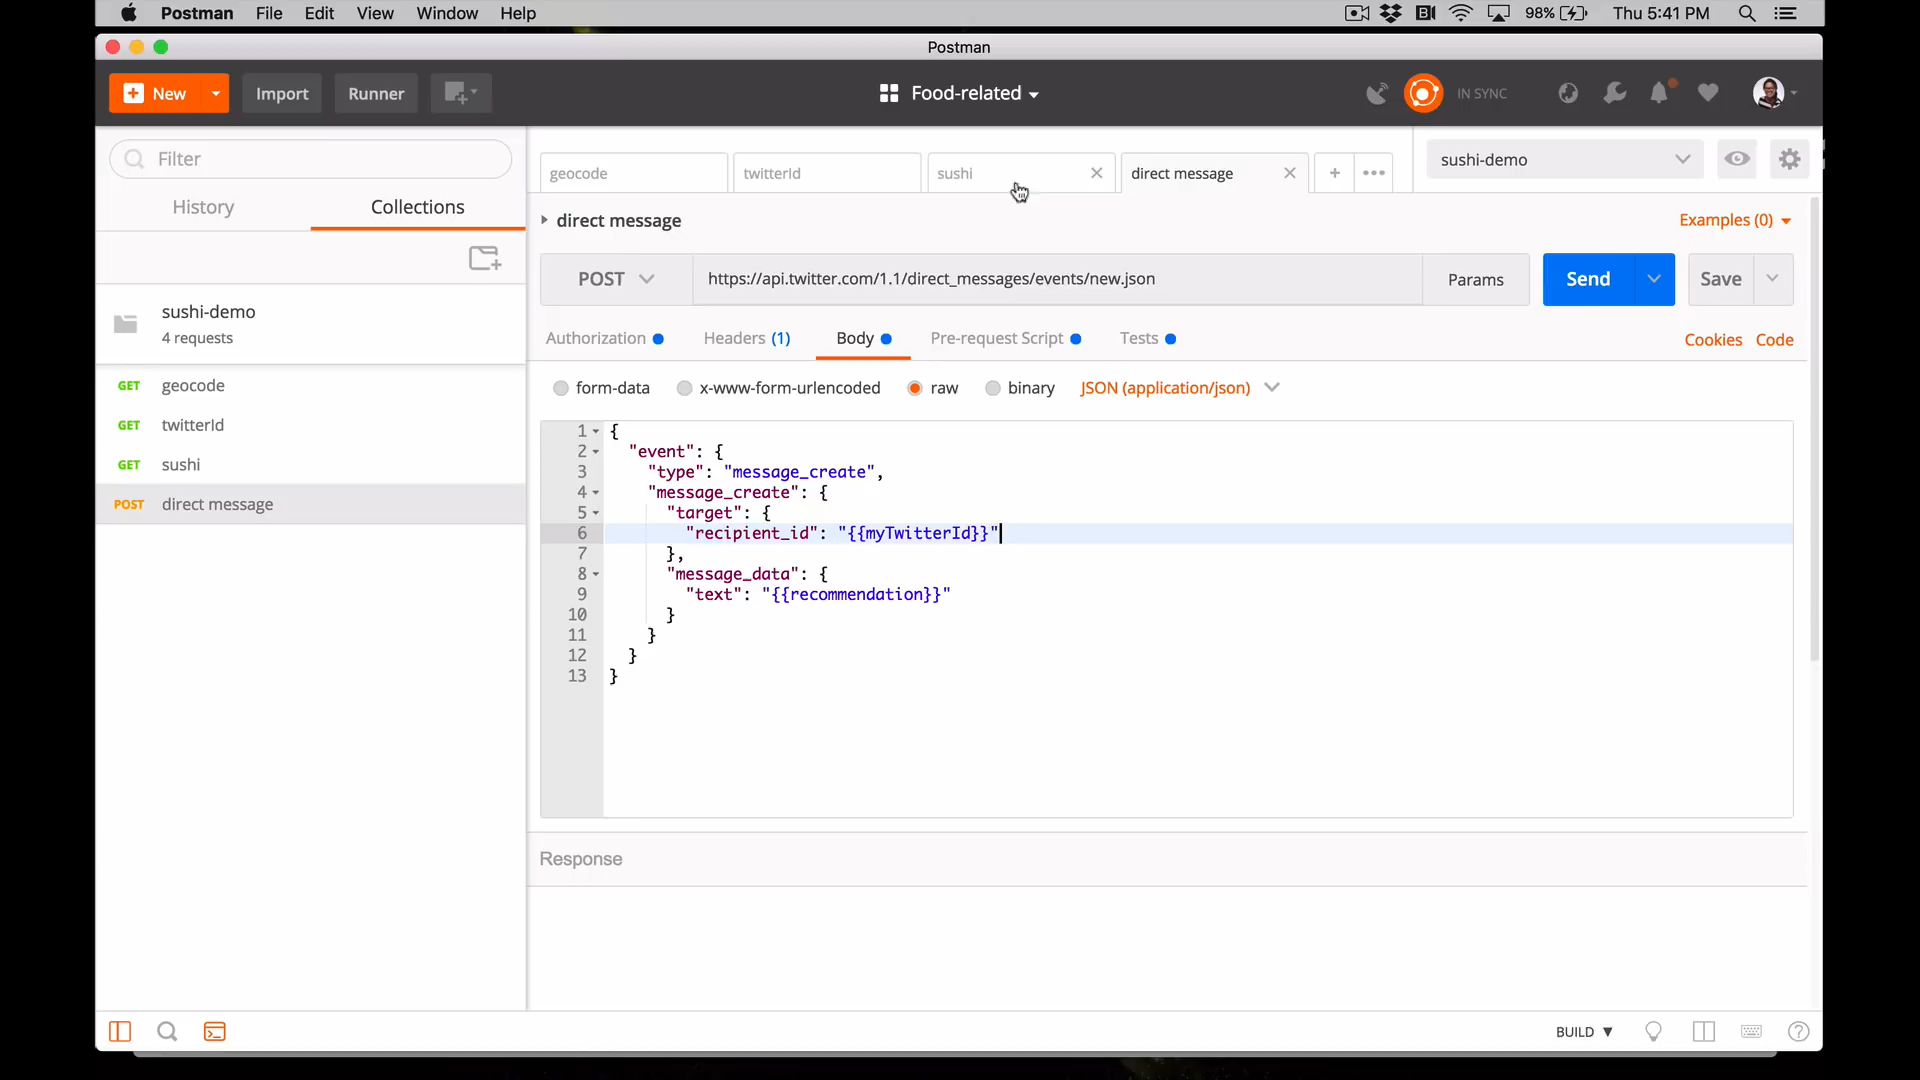 Postman File Edit View Window Help 98% Thu 5:41 PM
Postman
New Import Runner Food-related IN SYNC
Filter
History Collections
sushi-demo
4 requests
GET geocode
GET twitterId
GET sushi
POST direct message
geocode twitterId sushi direct message sushi-demo
direct message Examples (0)
POST https://api.twitter.com/1.1/direct_messages/events/new.json Params Send Save
Authorization Headers (1) Body Pre-request Script Tests Cookies Code
form-data x-www-form-urlencoded raw binary JSON (application/json)
1 {
2 "event": {
3 "type": "message_create",
4 "message_create": {
5 "target": {
6 "recipient_id": "{{myTwitterId}}"
7 },
8 "message_data": {
9 "text": "{{recommendation}}"
10 }
11 }
12 }
13 }
Response
BUILD